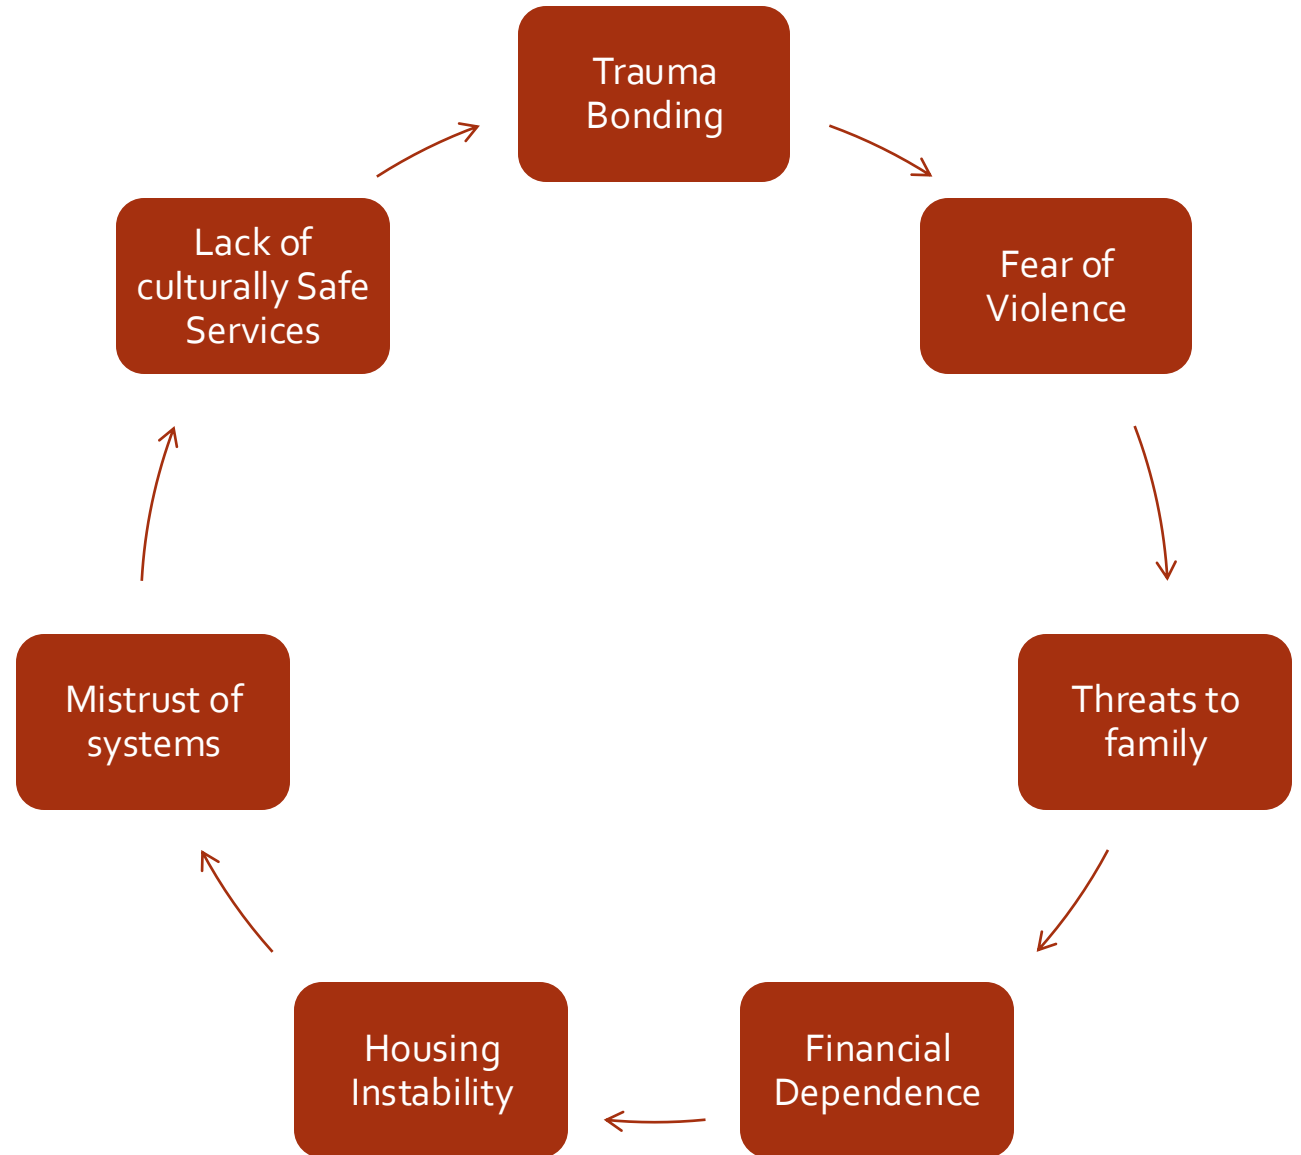 Trauma
Bonding
Fear of
Violence
Threats to
family
Financial
Dependence
Housing
Instability
Mistrust of
systems
Lack of
culturally Safe
Services